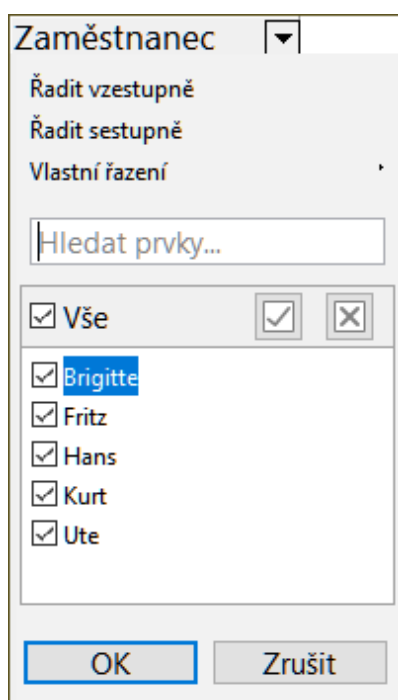 Zaměstnanec
Řadit vzestupně
Řadit sestupně
Vlastní řazení
Hledat prvky...
Vše
Brigitte
Fritz
Hans
Kurt
Ute
OK Zrušit